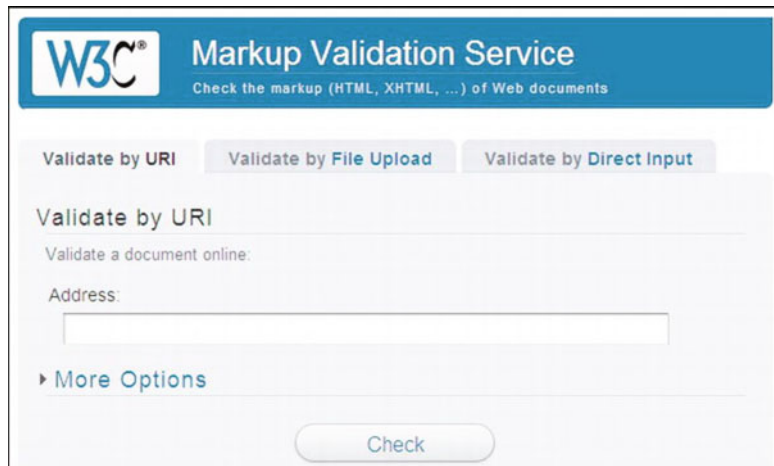 W3C®
Markup Validation Service
Check the markup (HTML, XHTML, ...) of Web documents
Validate by URI Validate by File Upload Validate by Direct Input
Validate by URI
Validate a document online:
Address:
More Options
Check